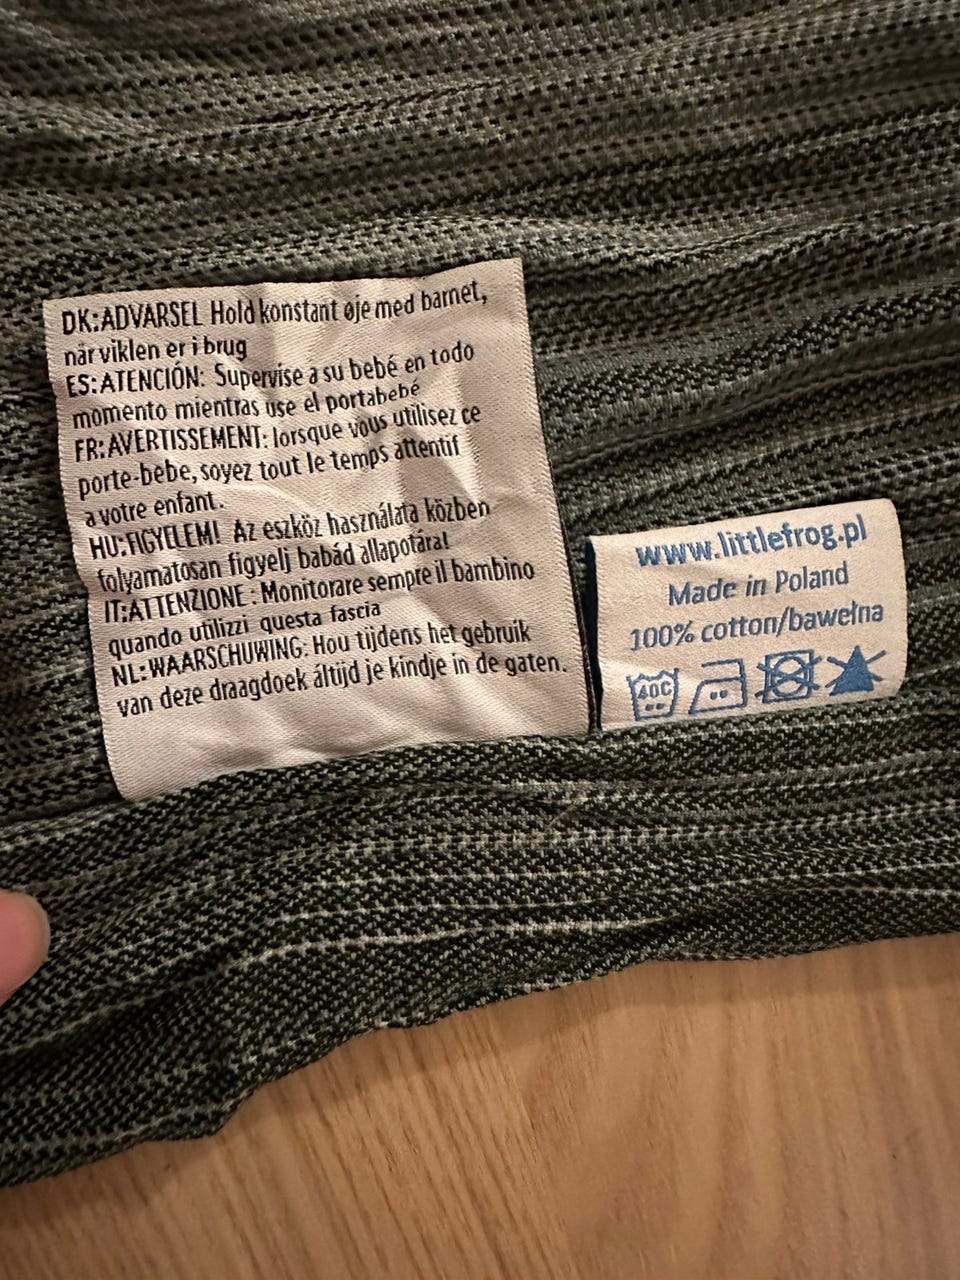 DK:ADVARSEL Hold konstant øje med barnet,
når viklen er i brug
ES:ATENCIÓN: Supervise a su bebé en todo
momento mientras use el portabebé
FR:AVERTISSEMENT: lorsque vous utilisez ce
porte-bebe, soyez tout le temps attentif
a votre enfant.
HU:FIGYELEM! Az eszköz használata közben
folyamatosan figyelj babád allapotára!
IT:ATTENZIONE: Monitorare sempre il bambino
quando utilizzi questa fascia
NL:WAARSCHUWING: Hou tijdens het gebruik
van deze draagdoek áltijd je kindje in de gaten.
www.littlefrog.pl
Made in Poland
100% cotton/bawełna
40C